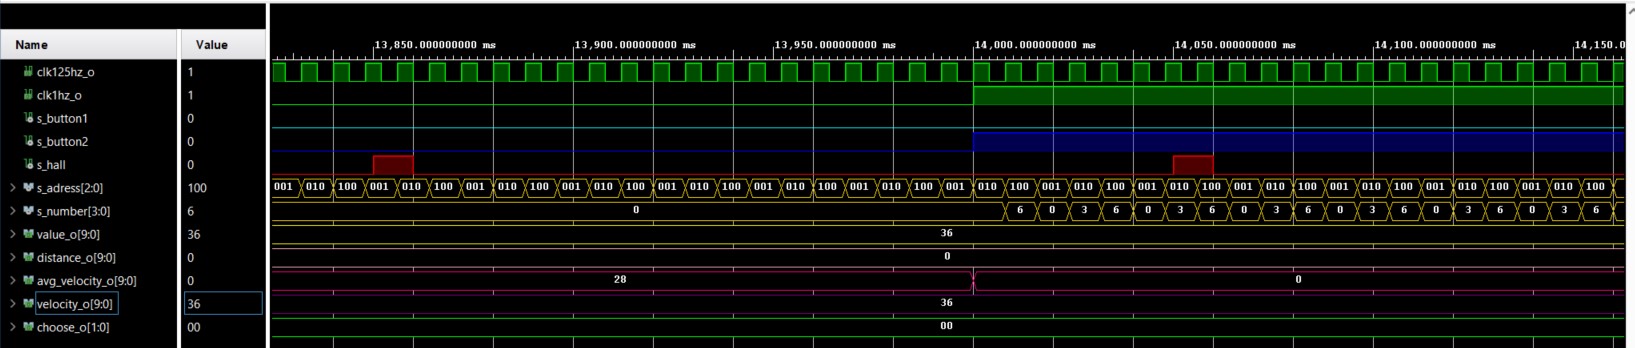 Name Value 13,850.000000000 ms 13,900.000000000 ms 13,950.000000000 ms 14,000.000000000 ms 14,050.000000000 ms 14,100.000000000 ms 14,150.0
clk125hz_o 1
clk1hz_o 1
s_button1 0
s_button2 0
s_hall 0
s_adress[2:0] 100 001 010 100 001 010 100 001 010 100 001 010 100 001 010 100 001 010 100 001 010 100 001 010 100 001 010 100 001 010 100 001 010 100 001 010 100 001 010 100 001 010 100
s_number[3:0] 6 0 6 0 3 6 0 3 6 0 3 6 0 3 6 0 3 6 0 3 6
value_o[9:0] 36 36
distance_o[9:0] 0 0
avg_velocity_o[9:0] 0 28 0
velocity_o[9:0] 36 36
choose_o[1:0] 00 00